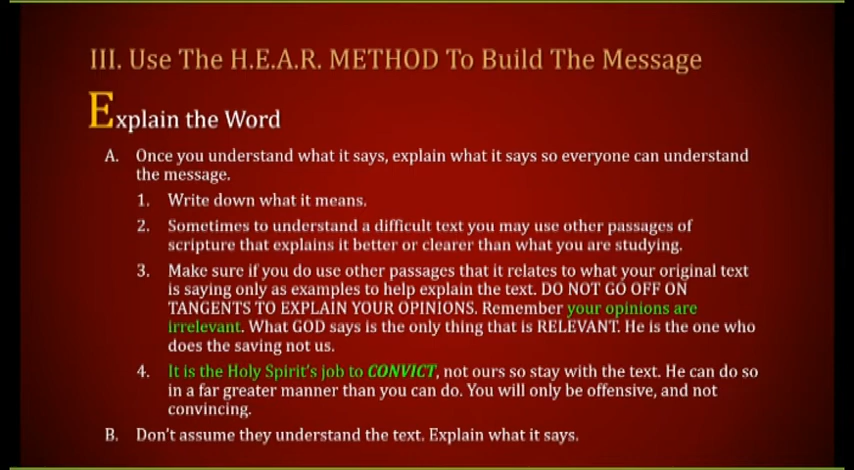 III. Use The H.E.A.R. METHOD To Build The Message
Explain the Word
A. Once you understand what it says, explain what it says so everyone can understand
the message.
1. Write down what it means.
2. Sometimes to understand a difficult text you may use other passages of
scripture that explains it better or clearer than what you are studying.
3. Make sure if you do use other passages that it relates to what your original text
is saying only as examples to help explain the text. DO NOT GO OFF ON
TANGENTS TO EXPLAIN YOUR OPINIONS. Remember your opinions are
irrelevant. What GOD says is the only thing that is RELEVANT. He is the one who
does the saving not us.
4. It is the Holy Spirit's job to CONVICT, not ours so stay with the text. He can do so
in a far greater manner than you can do. You will only be offensive, and not
convincing.
B. Don't assume they understand the text. Explain what it says.